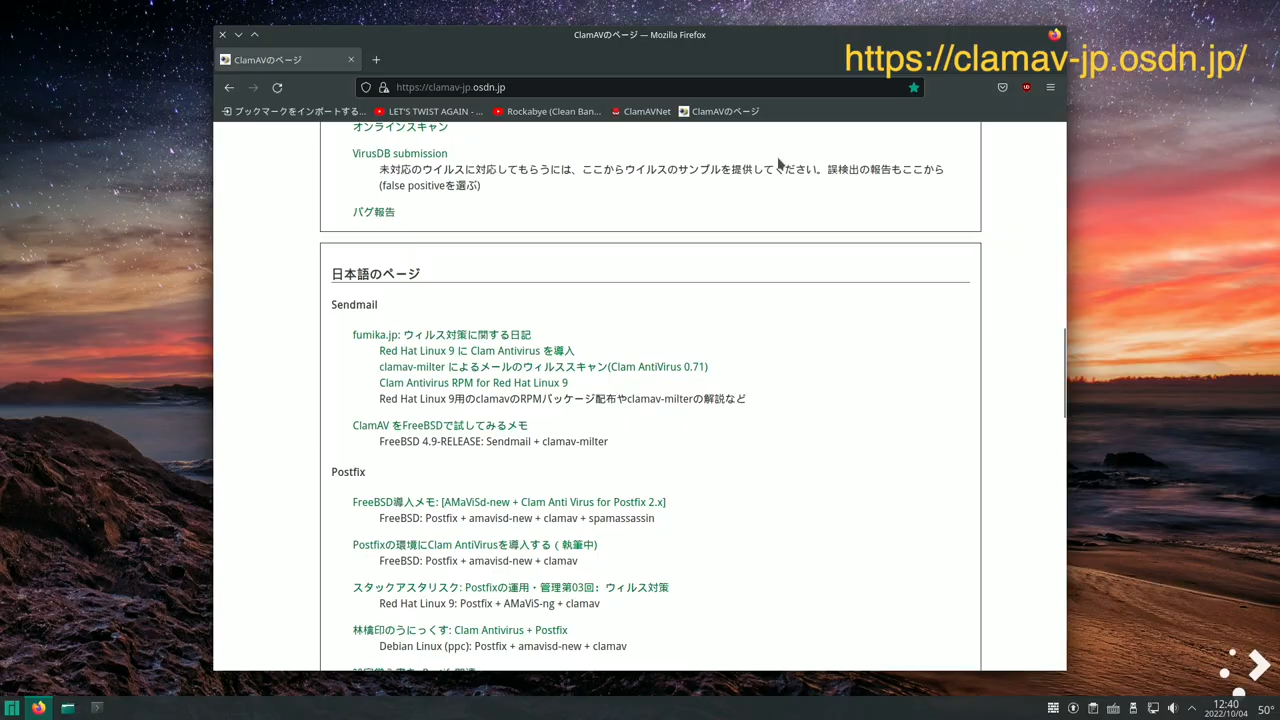 ClamAVのページ — Mozilla Firefox
ClamAVのページ
https://clamav-jp.osdn.jp/
https://clamav-jp.osdn.jp
ブックマークをインポートする... LET'S TWIST AGAIN - ... Rockabye (Clean Ban... ClamAVNet ClamAVのページ
オンラインスキャン
VirusDB submission
未対応のウイルスに対応してもらうには、ここからウイルスのサンプルを提供してください。誤検出の報告もここから
(false positiveを選ぶ)
バグ報告
日本語のページ
Sendmail
fumika.jp: ウィルス対策に関する日記
Red Hat Linux 9 に Clam Antivirus を導入
clamav-milter によるメールのウィルススキャン(Clam AntiVirus 0.71)
Clam Antivirus RPM for Red Hat Linux 9
Red Hat Linux 9用のclamavのRPMパッケージ配布やclamav-milterの解説など
ClamAV をFreeBSDで試してみるメモ
FreeBSD 4.9-RELEASE: Sendmail + clamav-milter
Postfix
FreeBSD導入メモ: [AMaViSd-new + Clam Anti Virus for Postfix 2.x]
FreeBSD: Postfix + amavisd-new + clamav + spamassassin
Postfixの環境にClam AntiVirusを導入する ( 執筆中)
FreeBSD: Postfix + amavisd-new + clamav
スタックアスタリスク: Postfixの運用・管理第03回: ウィルス対策
Red Hat Linux 9: Postfix + AMaViS-ng + clamav
林檎印のうにっくす: Clam Antivirus + Postfix
Debian Linux (ppc): Postfix + amavisd-new + clamav
12:40
2022/10/04
50°